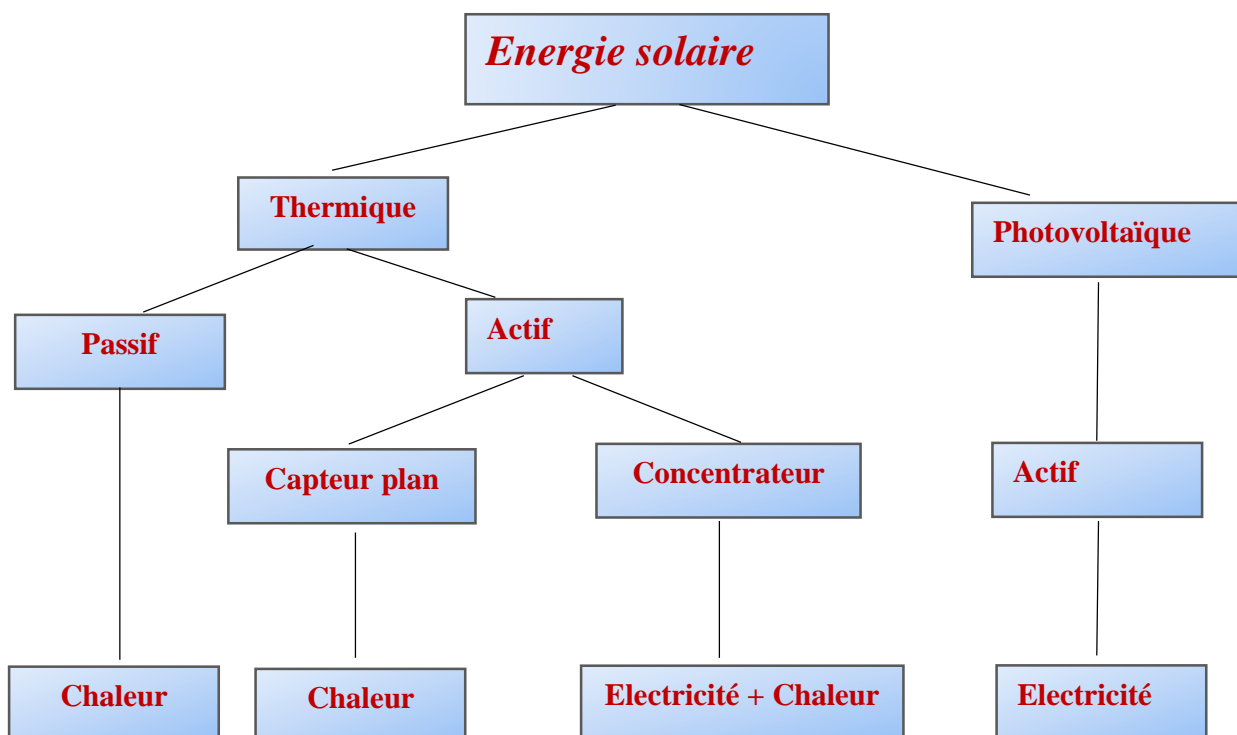 Energie solaire
Thermique
Photovoltaïque
Passif
Actif
Capteur plan
Concentrateur
Actif
Chaleur
Chaleur
Electricité + Chaleur
Electricité